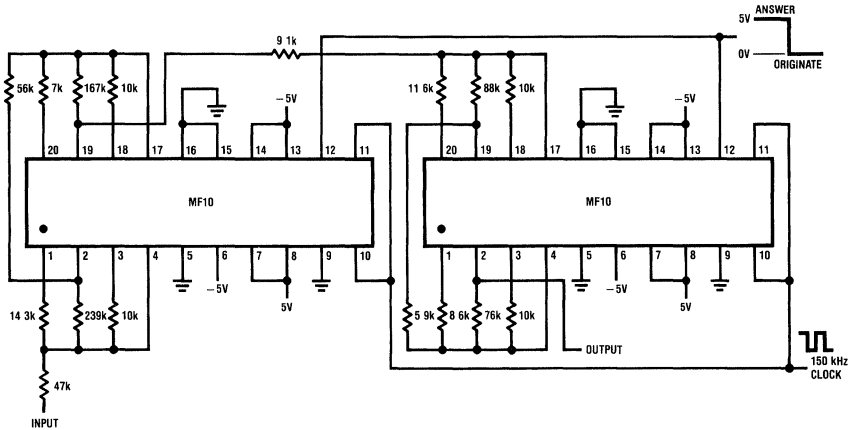 ANSWER
5V
0V
ORIGINATE
9 1k
56k 7k 167k 10k
11 6k 88k 10k
-5V
-5V
20 19 18 17 16 15 14 13 12 11
20 19 18 17 16 15 14 13 12 11
MF10
MF10
1 2 3 4 5 6 7 8 9 10
1 2 3 4 5 6 7 8 9 10
-5V
5V
-5V
5V
14 3k 239k 10k
5 9k 8 6k 76k 10k
OUTPUT
150 kHz
CLOCK
47k
INPUT